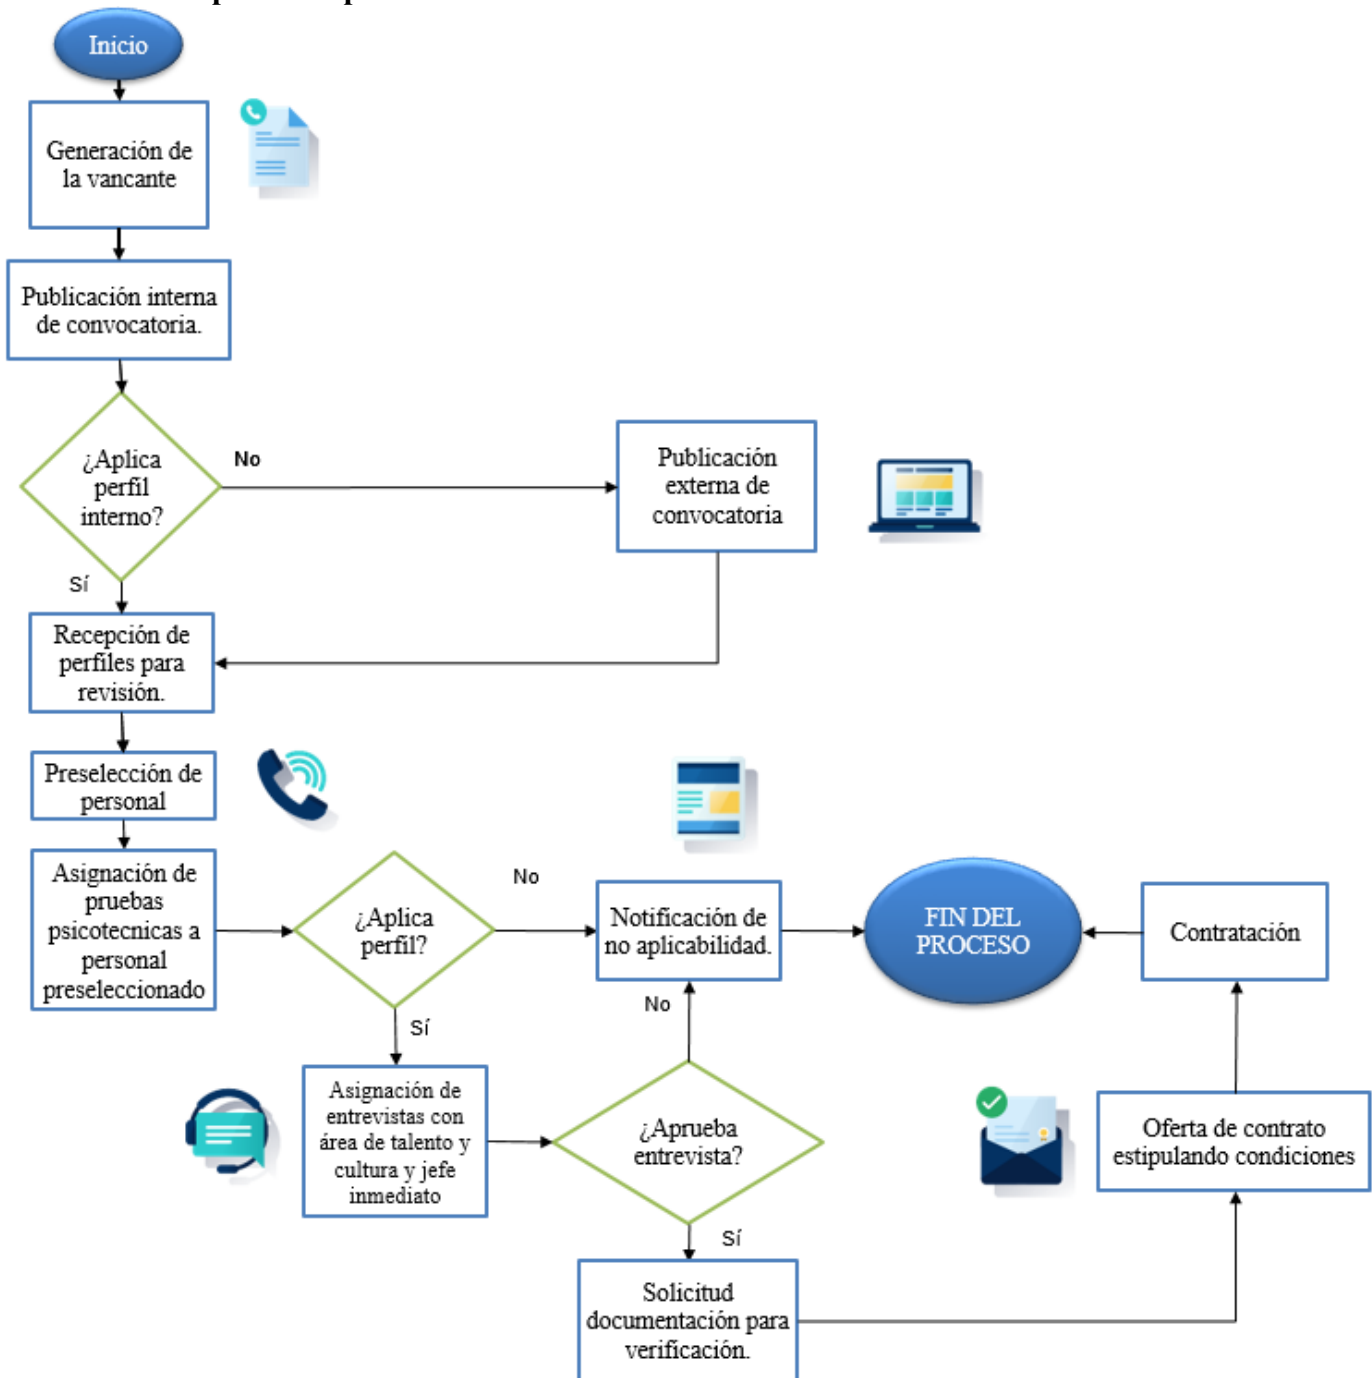 Inicio
Generación de
la vancante
Publicación interna
de convocatoria.
¿Aplica
perfil
interno?
No
Publicación
externa de
convocatoria
Sí
Recepción de
perfiles para
revisión.
Preselección de
personal
Asignación de
pruebas
psicotecnicas a
personal
preseleccionado
¿Aplica
perfil?
No
Notificación de
no aplicabilidad.
FIN DEL
PROCESO
Contratación
Sí
No
Asignación de
entrevistas con
área de talento y
cultura y jefe
inmediato
¿Aprueba
entrevista?
Oferta de contrato
estipulando condiciones
Sí
Solicitud
documentación para
verificación.